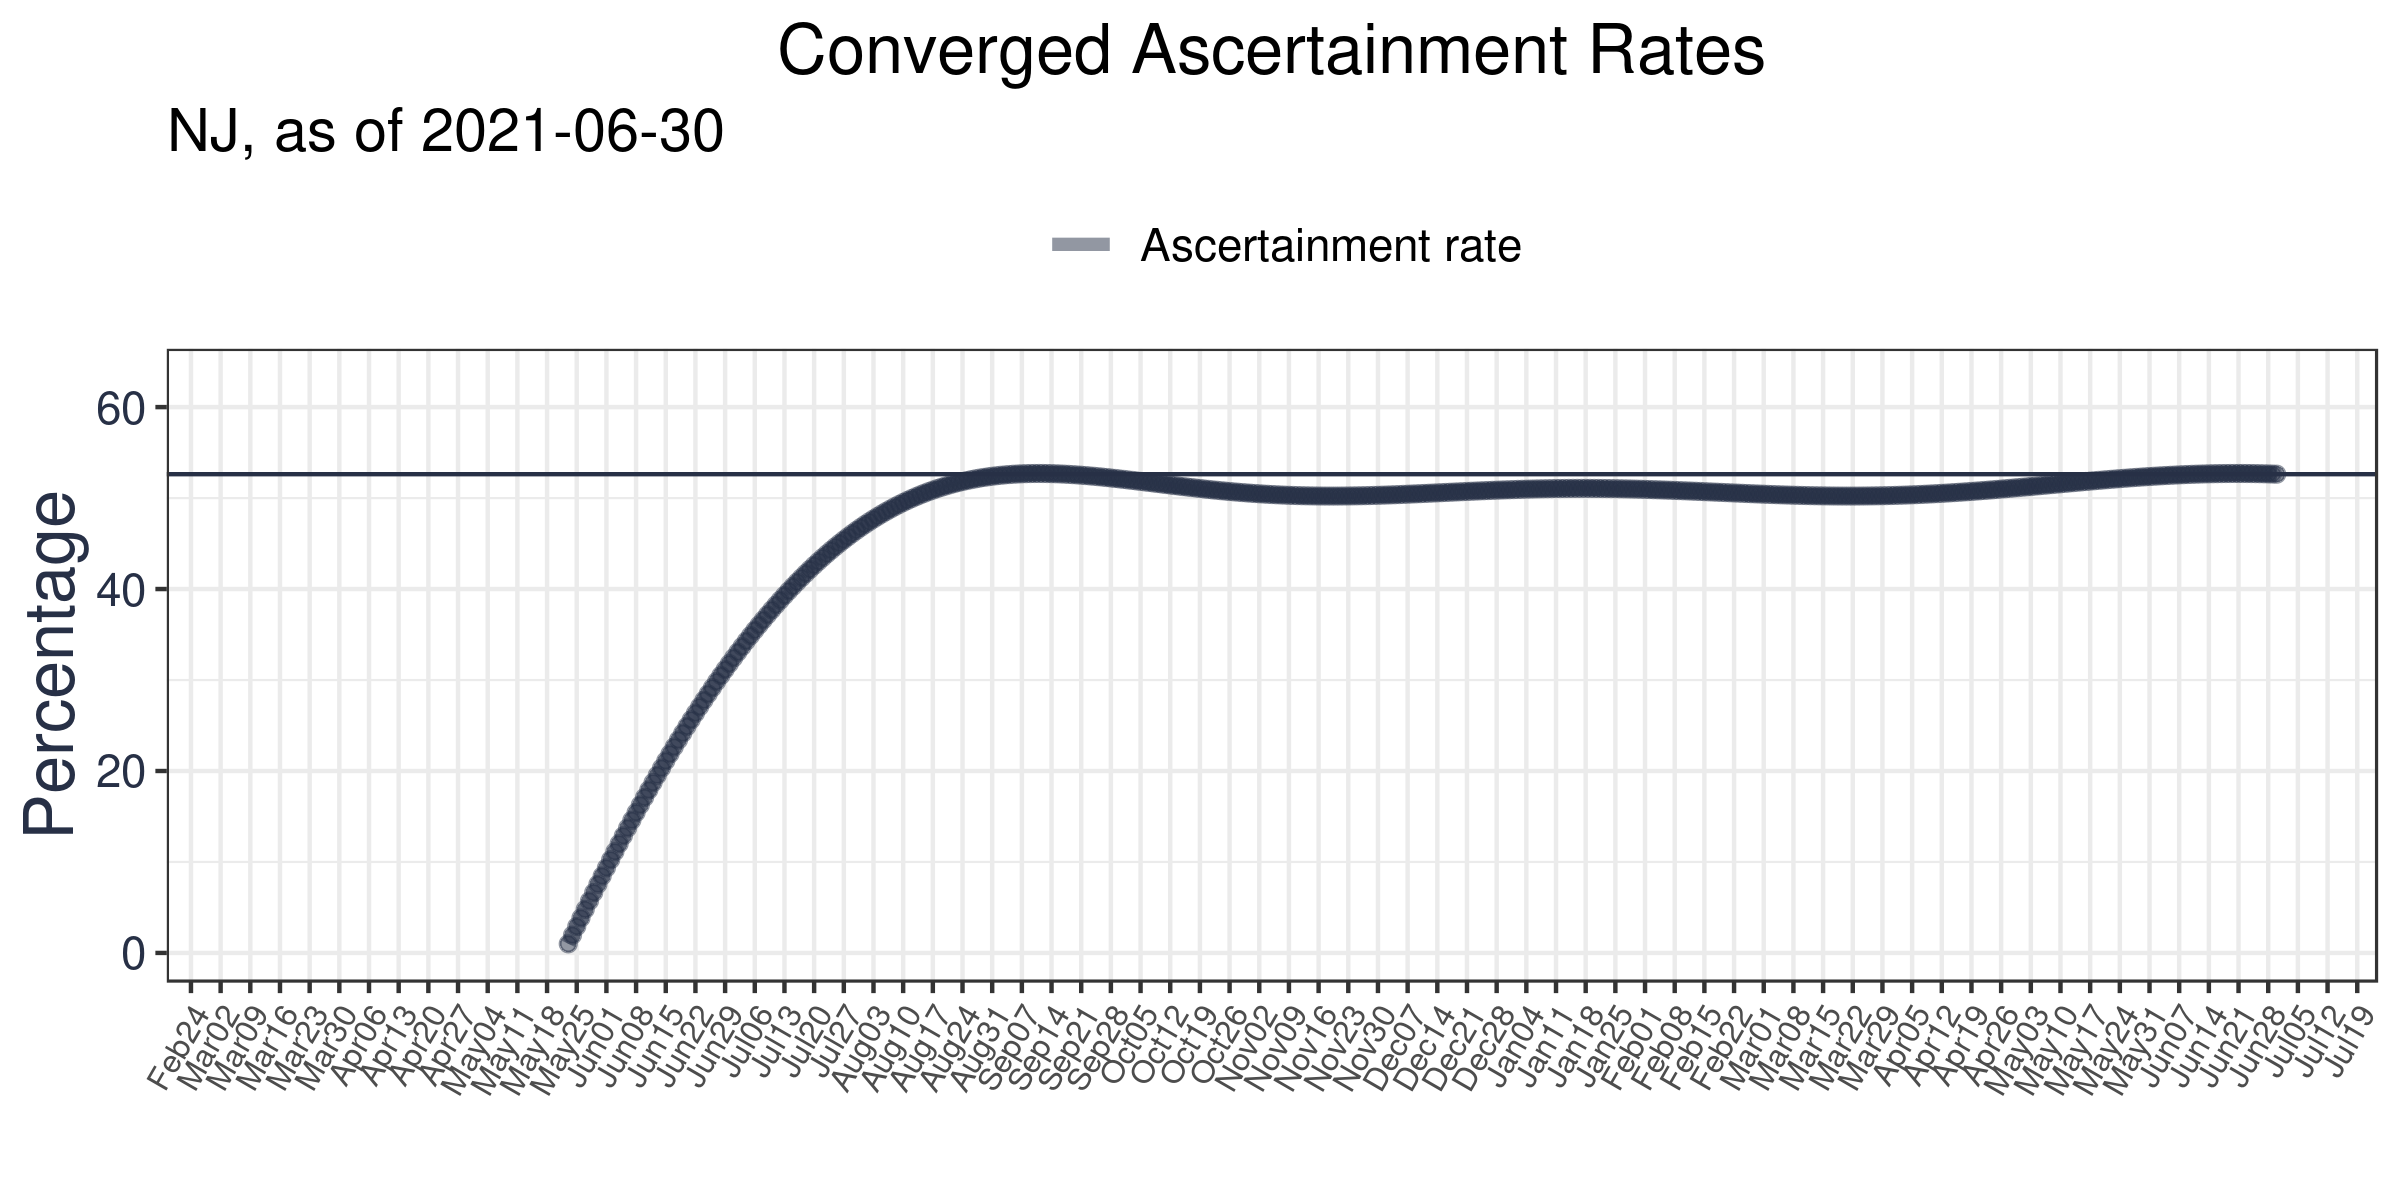 Converged Ascertainment Rates
NJ, as of 2021-06-30
Ascertainment rate
Percentage
60
40
20
0
Feb24 Mar02 Mar09 Mar16 Mar23 Mar30 Apr06 Apr13 Apr20 Apr27 May04 May11 May18 May25 Jun01 Jun08 Jun15 Jun22 Jun29 Jul06 Jul13 Jul20 Jul27 Aug03 Aug10 Aug17 Aug24 Aug31 Sep07 Sep14 Sep21 Sep28 Oct05 Oct12 Oct19 Oct26 Nov02 Nov09 Nov16 Nov23 Nov30 Dec07 Dec14 Dec21 Dec28 Jan04 Jan11 Jan18 Jan25 Feb01 Feb08 Feb15 Feb22 Mar01 Mar08 Mar15 Mar22 Mar29 Apr05 Apr12 Apr19 Apr26 May03 May10 May17 May24 May31 Jun07 Jun14 Jun21 Jun28 Jul05 Jul12 Jul19